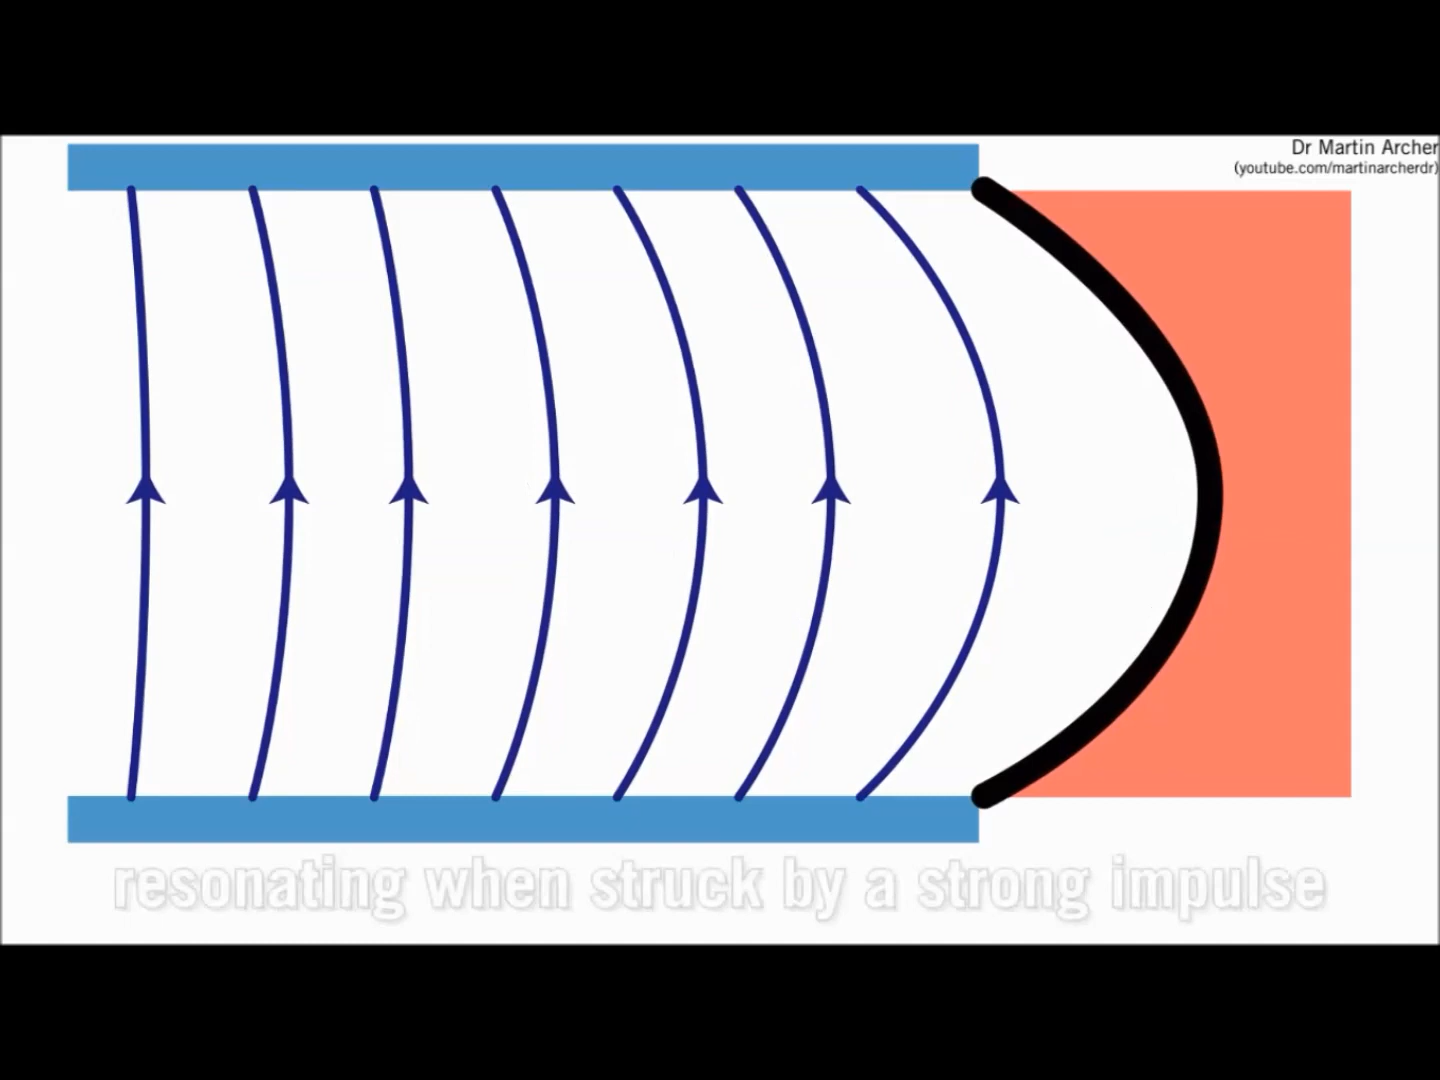 Dr Martin Archer
(youtube.com/martinarcherdr)
resonating when struck by a strong impulse